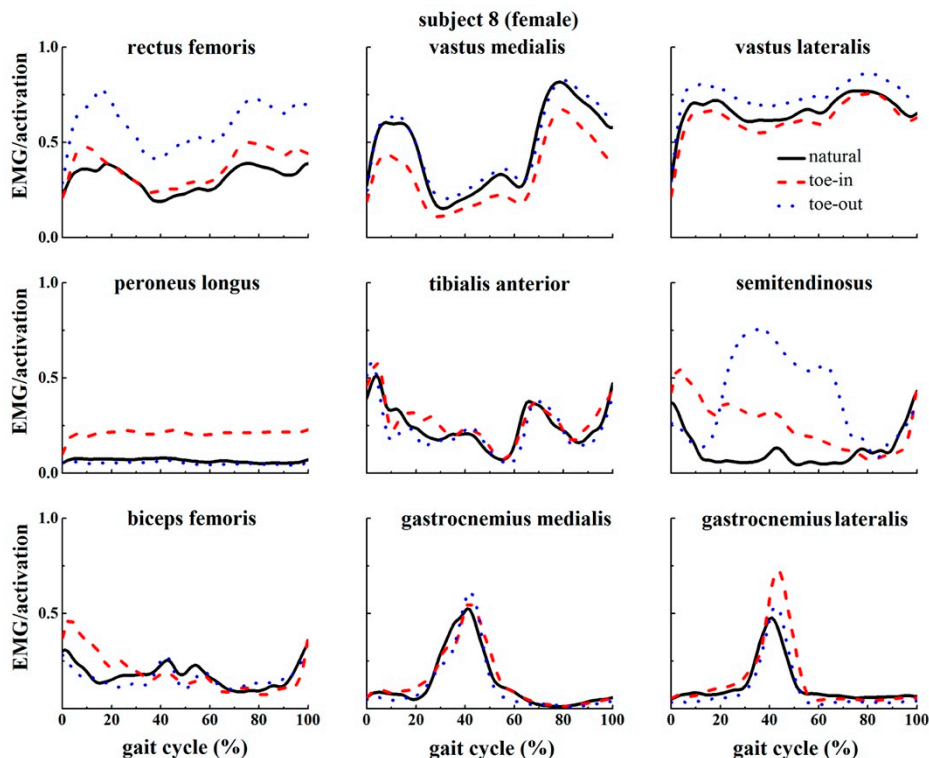 subject 8 (female)
rectus femoris
vastus medialis
vastus lateralis
EMG/activation
1.0
0.5
0.0
natural
toe-in
toe-out
peroneus longus
tibialis anterior
semitendinosus
EMG/activation
1.0
0.5
0.0
biceps femoris
gastrocnemius medialis
gastrocnemius lateralis
EMG/activation
1.0
0.5
0
0 20 40 60 80 100
0 20 40 60 80 100
0 20 40 60 80 100
gait cycle (%)
gait cycle (%)
gait cycle (%)